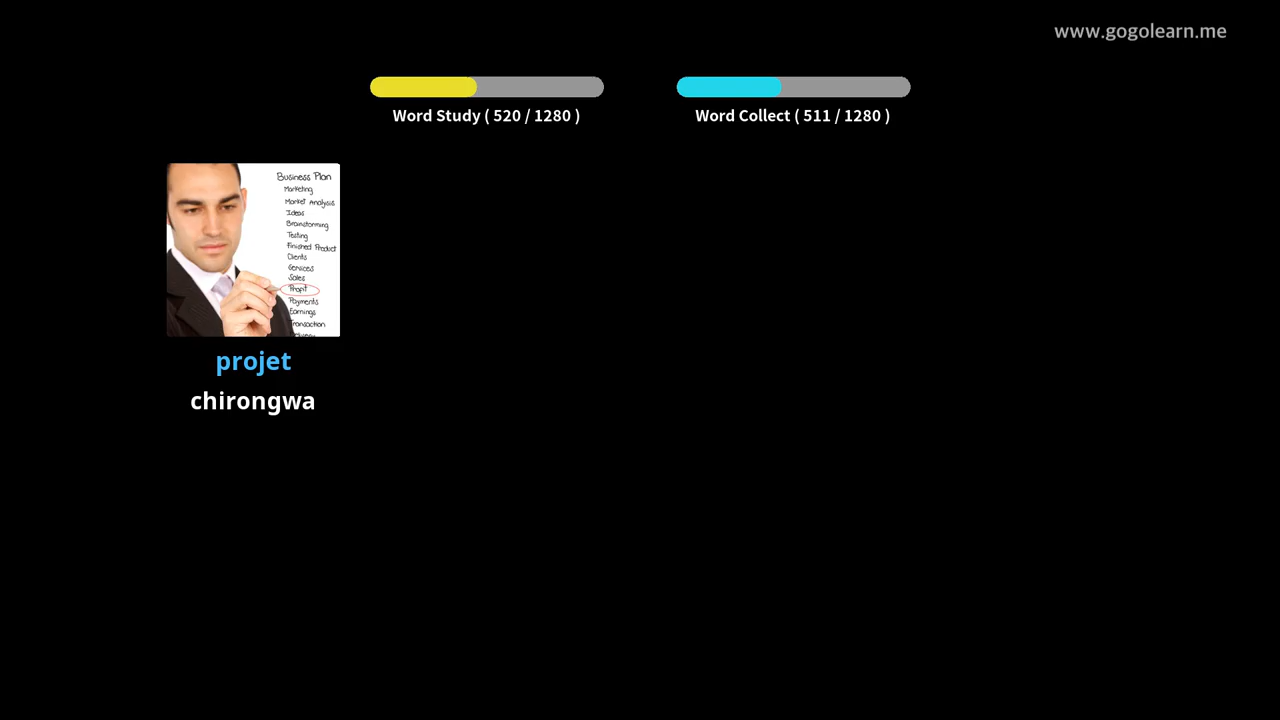 www.gogolearn.me
Word Study ( 520 / 1280 )
Word Collect ( 511 / 1280 )
Business Plan
Marketing
Market Analysis
Ideas
Brainstorming
Testing
Finished Product
Clients
Services
Sales
Profit
Payments
Earnings
Transaction
projet
chirongwa